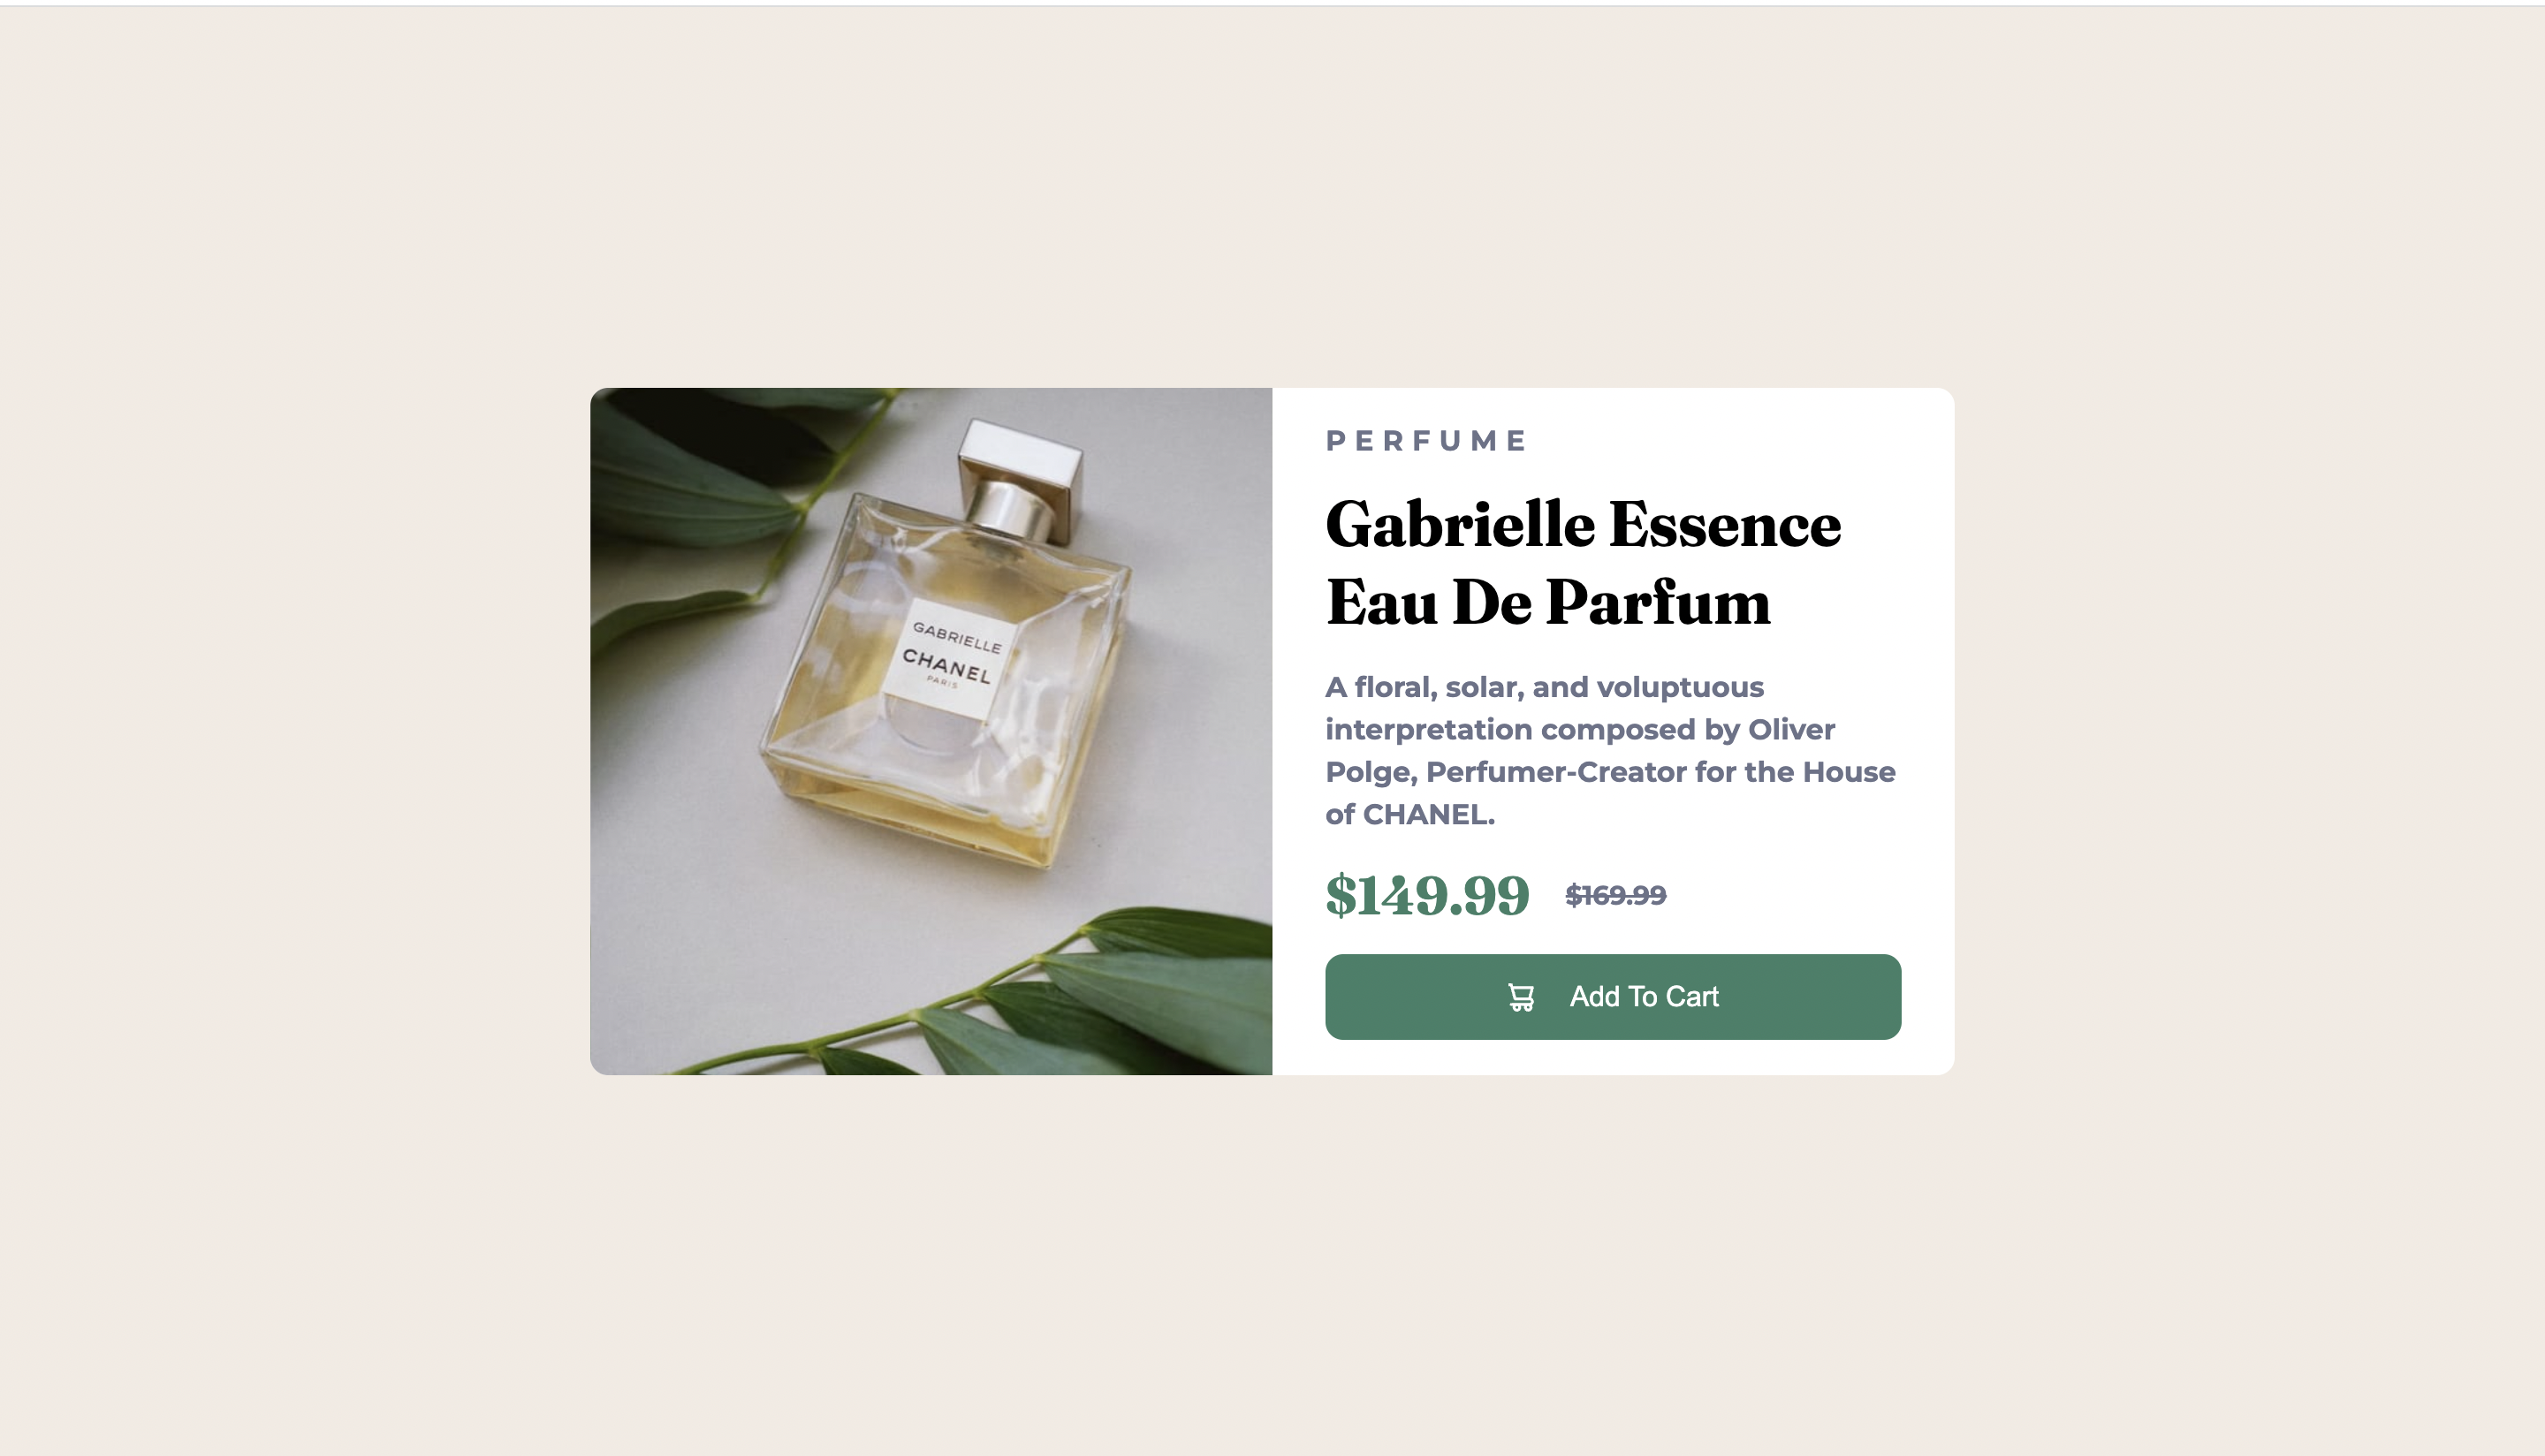 GABRIELLE
CHANEL
PARIS
PERFUME
Gabrielle Essence
Eau De Parfum
A floral, solar, and voluptuous
interpretation composed by Oliver
Polge, Perfumer-Creator for the House
of CHANEL.
$149.99 $169.99
Add To Cart